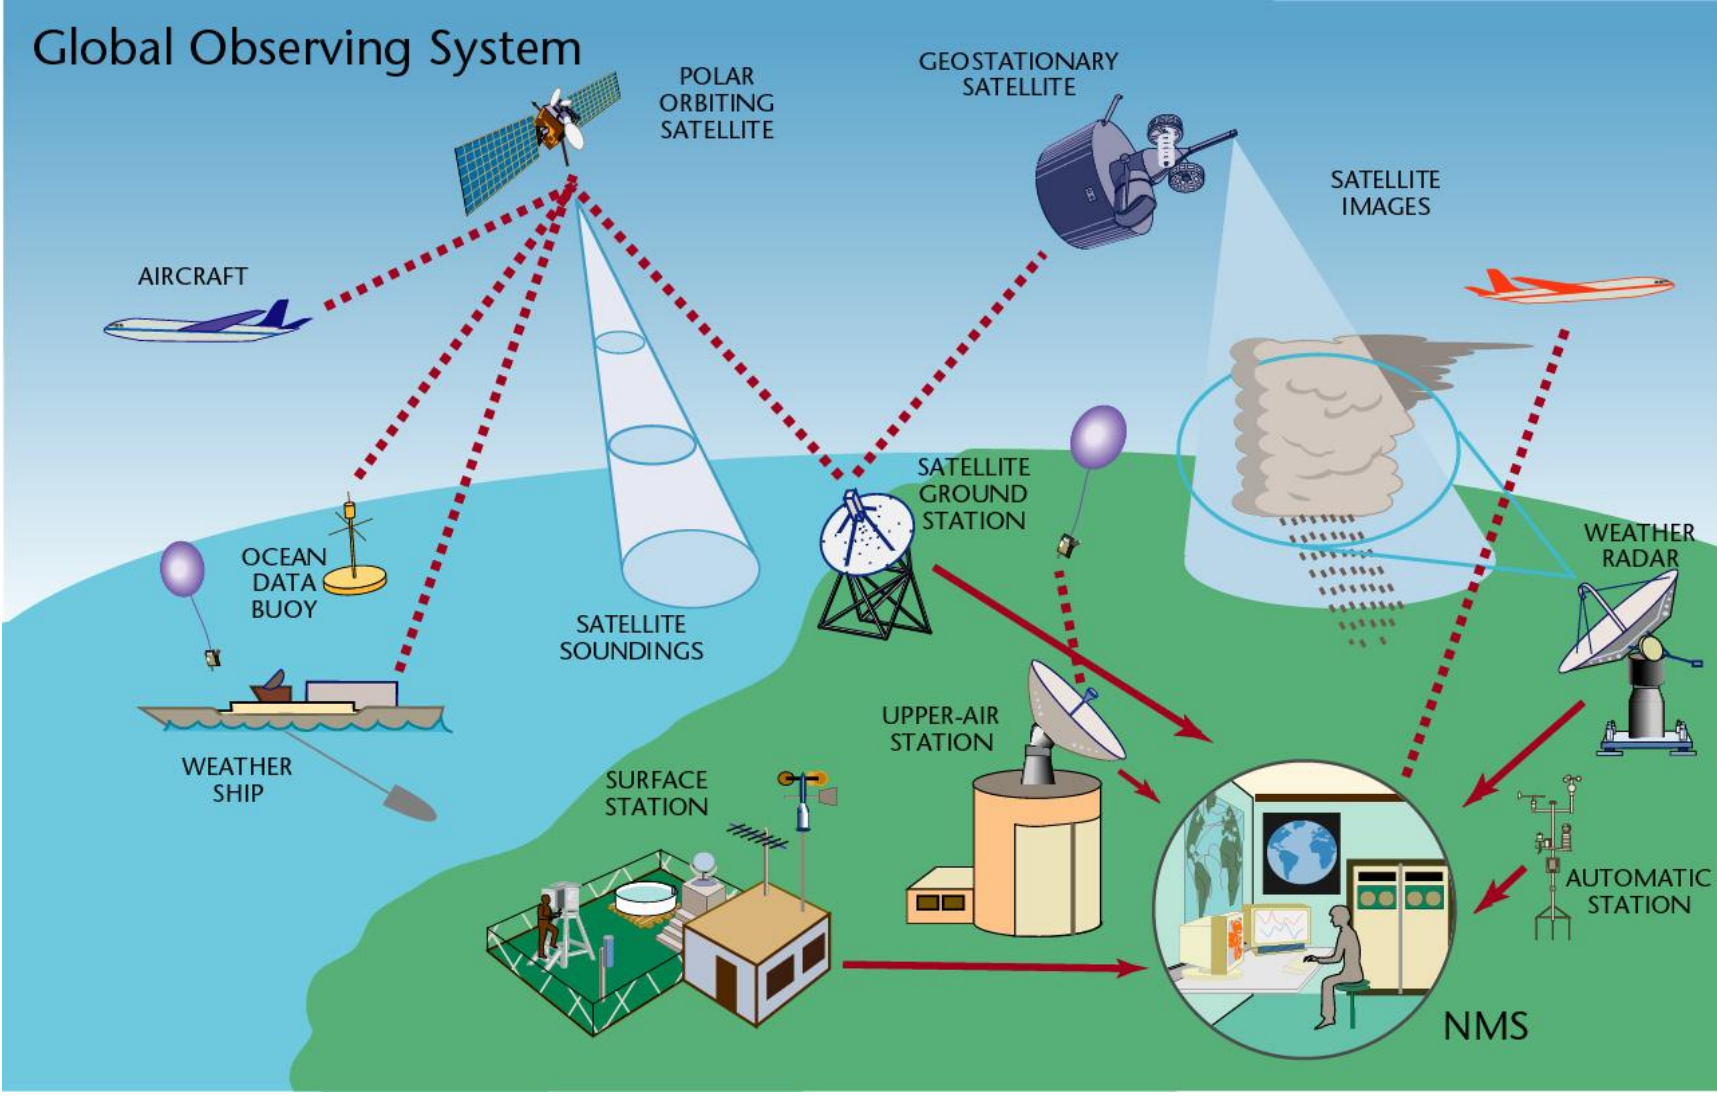 Global Observing System
POLAR
ORBITING
SATELLITE
GEOSTATIONARY
SATELLITE
SATELLITE
IMAGES
AIRCRAFT
SATELLITE
GROUND
STATION
WEATHER
RADAR
OCEAN
DATA
BUOY
SATELLITE
SOUNDINGS
UPPER-AIR
STATION
WEATHER
SHIP
SURFACE
STATION
AUTOMATIC
STATION
NMS